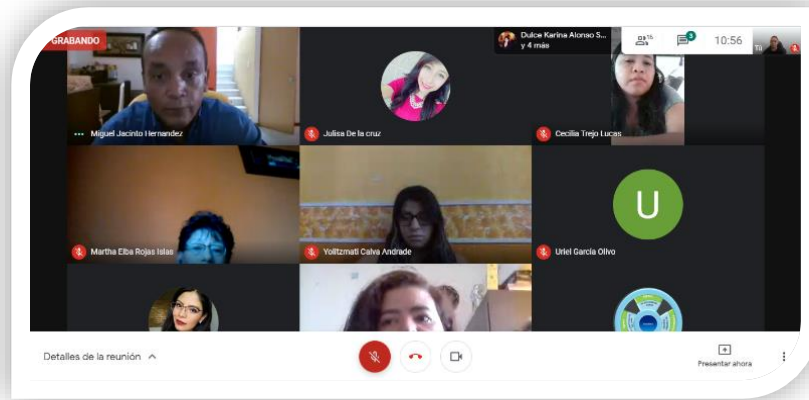 GRABANDO
Dulce Karina Alonso S...
y 4 más
16
3
10:56
Tú
Miguel Jacinto Hernandez
Julisa De la cruz
Cecilia Trejo Lucas
U
Martha Elba Rojas Islas
Yolitzmati Calva Andrade
Uriel García Olivo
Detalles de la reunión
Presentar ahora